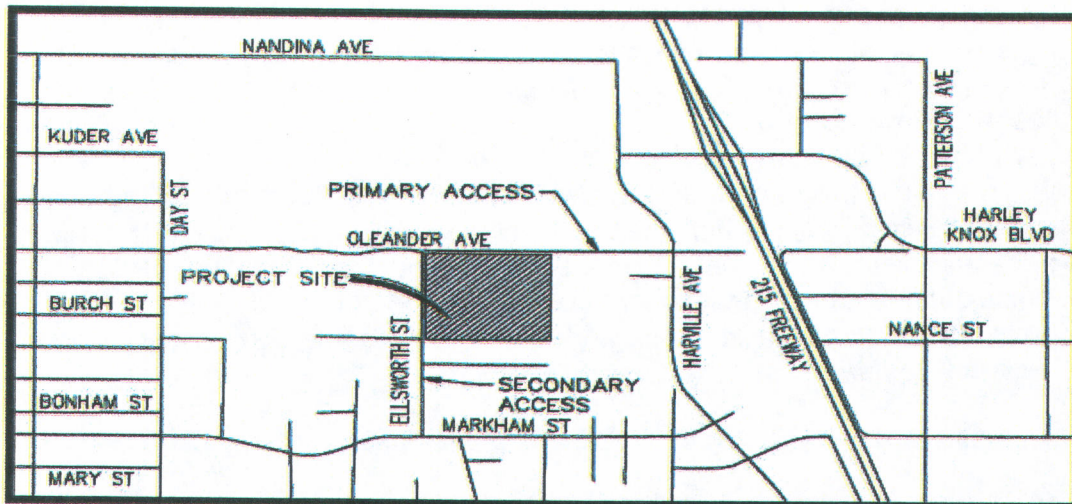 NANDINA AVE
KUDER AVE
DAY ST
PATTERSON AVE
PRIMARY ACCESS
OLEANDER AVE
HARLEY
KNOX BLVD
PROJECT SITE
BURCH ST
ELLSWORTH ST.
HARVILLE AVE
215 FREEWAY
NANCE ST
SECONDARY
ACCESS
BONHAM ST
MARKHAM ST
MARY ST